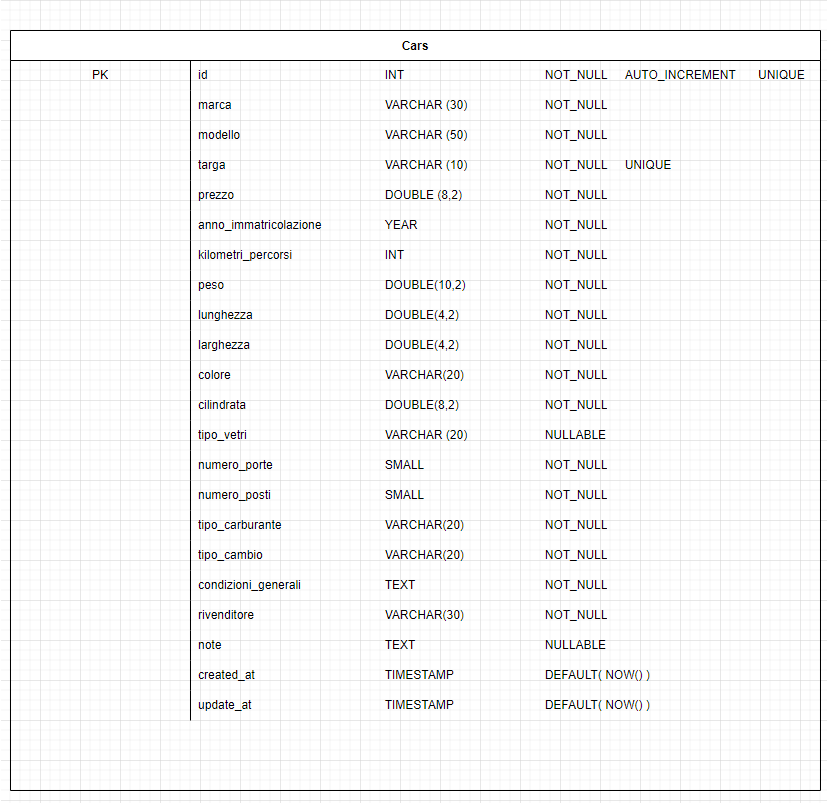 Cars
PK id INT NOT_NULL AUTO_INCREMENT UNIQUE
marca VARCHAR (30) NOT_NULL
modello VARCHAR (50) NOT_NULL
targa VARCHAR (10) NOT_NULL UNIQUE
prezzo DOUBLE (8,2) NOT_NULL
anno_immatricolazione YEAR NOT_NULL
kilometri_percorsi INT NOT_NULL
peso DOUBLE(10,2) NOT_NULL
lunghezza DOUBLE(4,2) NOT_NULL
larghezza DOUBLE(4,2) NOT_NULL
colore VARCHAR(20) NOT_NULL
cilindrata DOUBLE(8,2) NOT_NULL
tipo_vetri VARCHAR (20) NULLABLE
numero_porte SMALL NOT_NULL
numero_posti SMALL NOT_NULL
tipo_carburante VARCHAR(20) NOT_NULL
tipo_cambio VARCHAR(20) NOT_NULL
condizioni_generali TEXT NOT_NULL
rivenditore VARCHAR(30) NOT_NULL
note TEXT NULLABLE
created_at TIMESTAMP DEFAULT( NOW() )
update_at TIMESTAMP DEFAULT( NOW() )